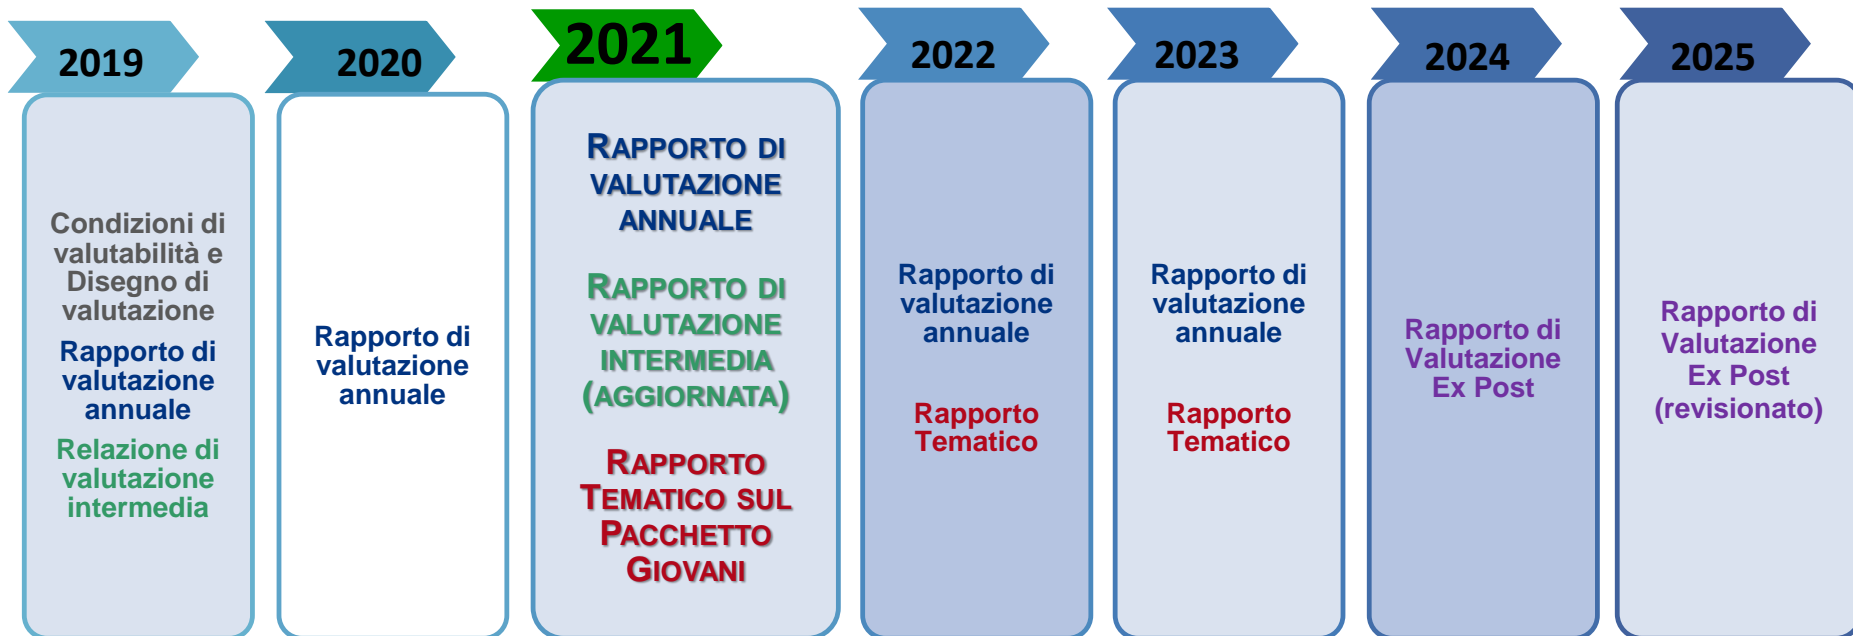 2019
Condizioni di
valutabilità e
Disegno di
valutazione
Rapporto di
valutazione
annuale
Relazione di
valutazione
intermedia
2020
Rapporto di
valutazione
annuale
2021
RAPPORTO DI
VALUTAZIONE
ANNUALE
RAPPORTO DI
VALUTAZIONE
INTERMEDIA
(AGGIORNATA)
RAPPORTO
TEMATICO SUL
PACCHETTO
GIOVANI
2022
Rapporto di
valutazione
annuale
Rapporto
Tematico
2023
Rapporto di
valutazione
annuale
Rapporto
Tematico
2024
Rapporto di
Valutazione
Ex Post
2025
Rapporto di
Valutazione
Ex Post
(revisionato)